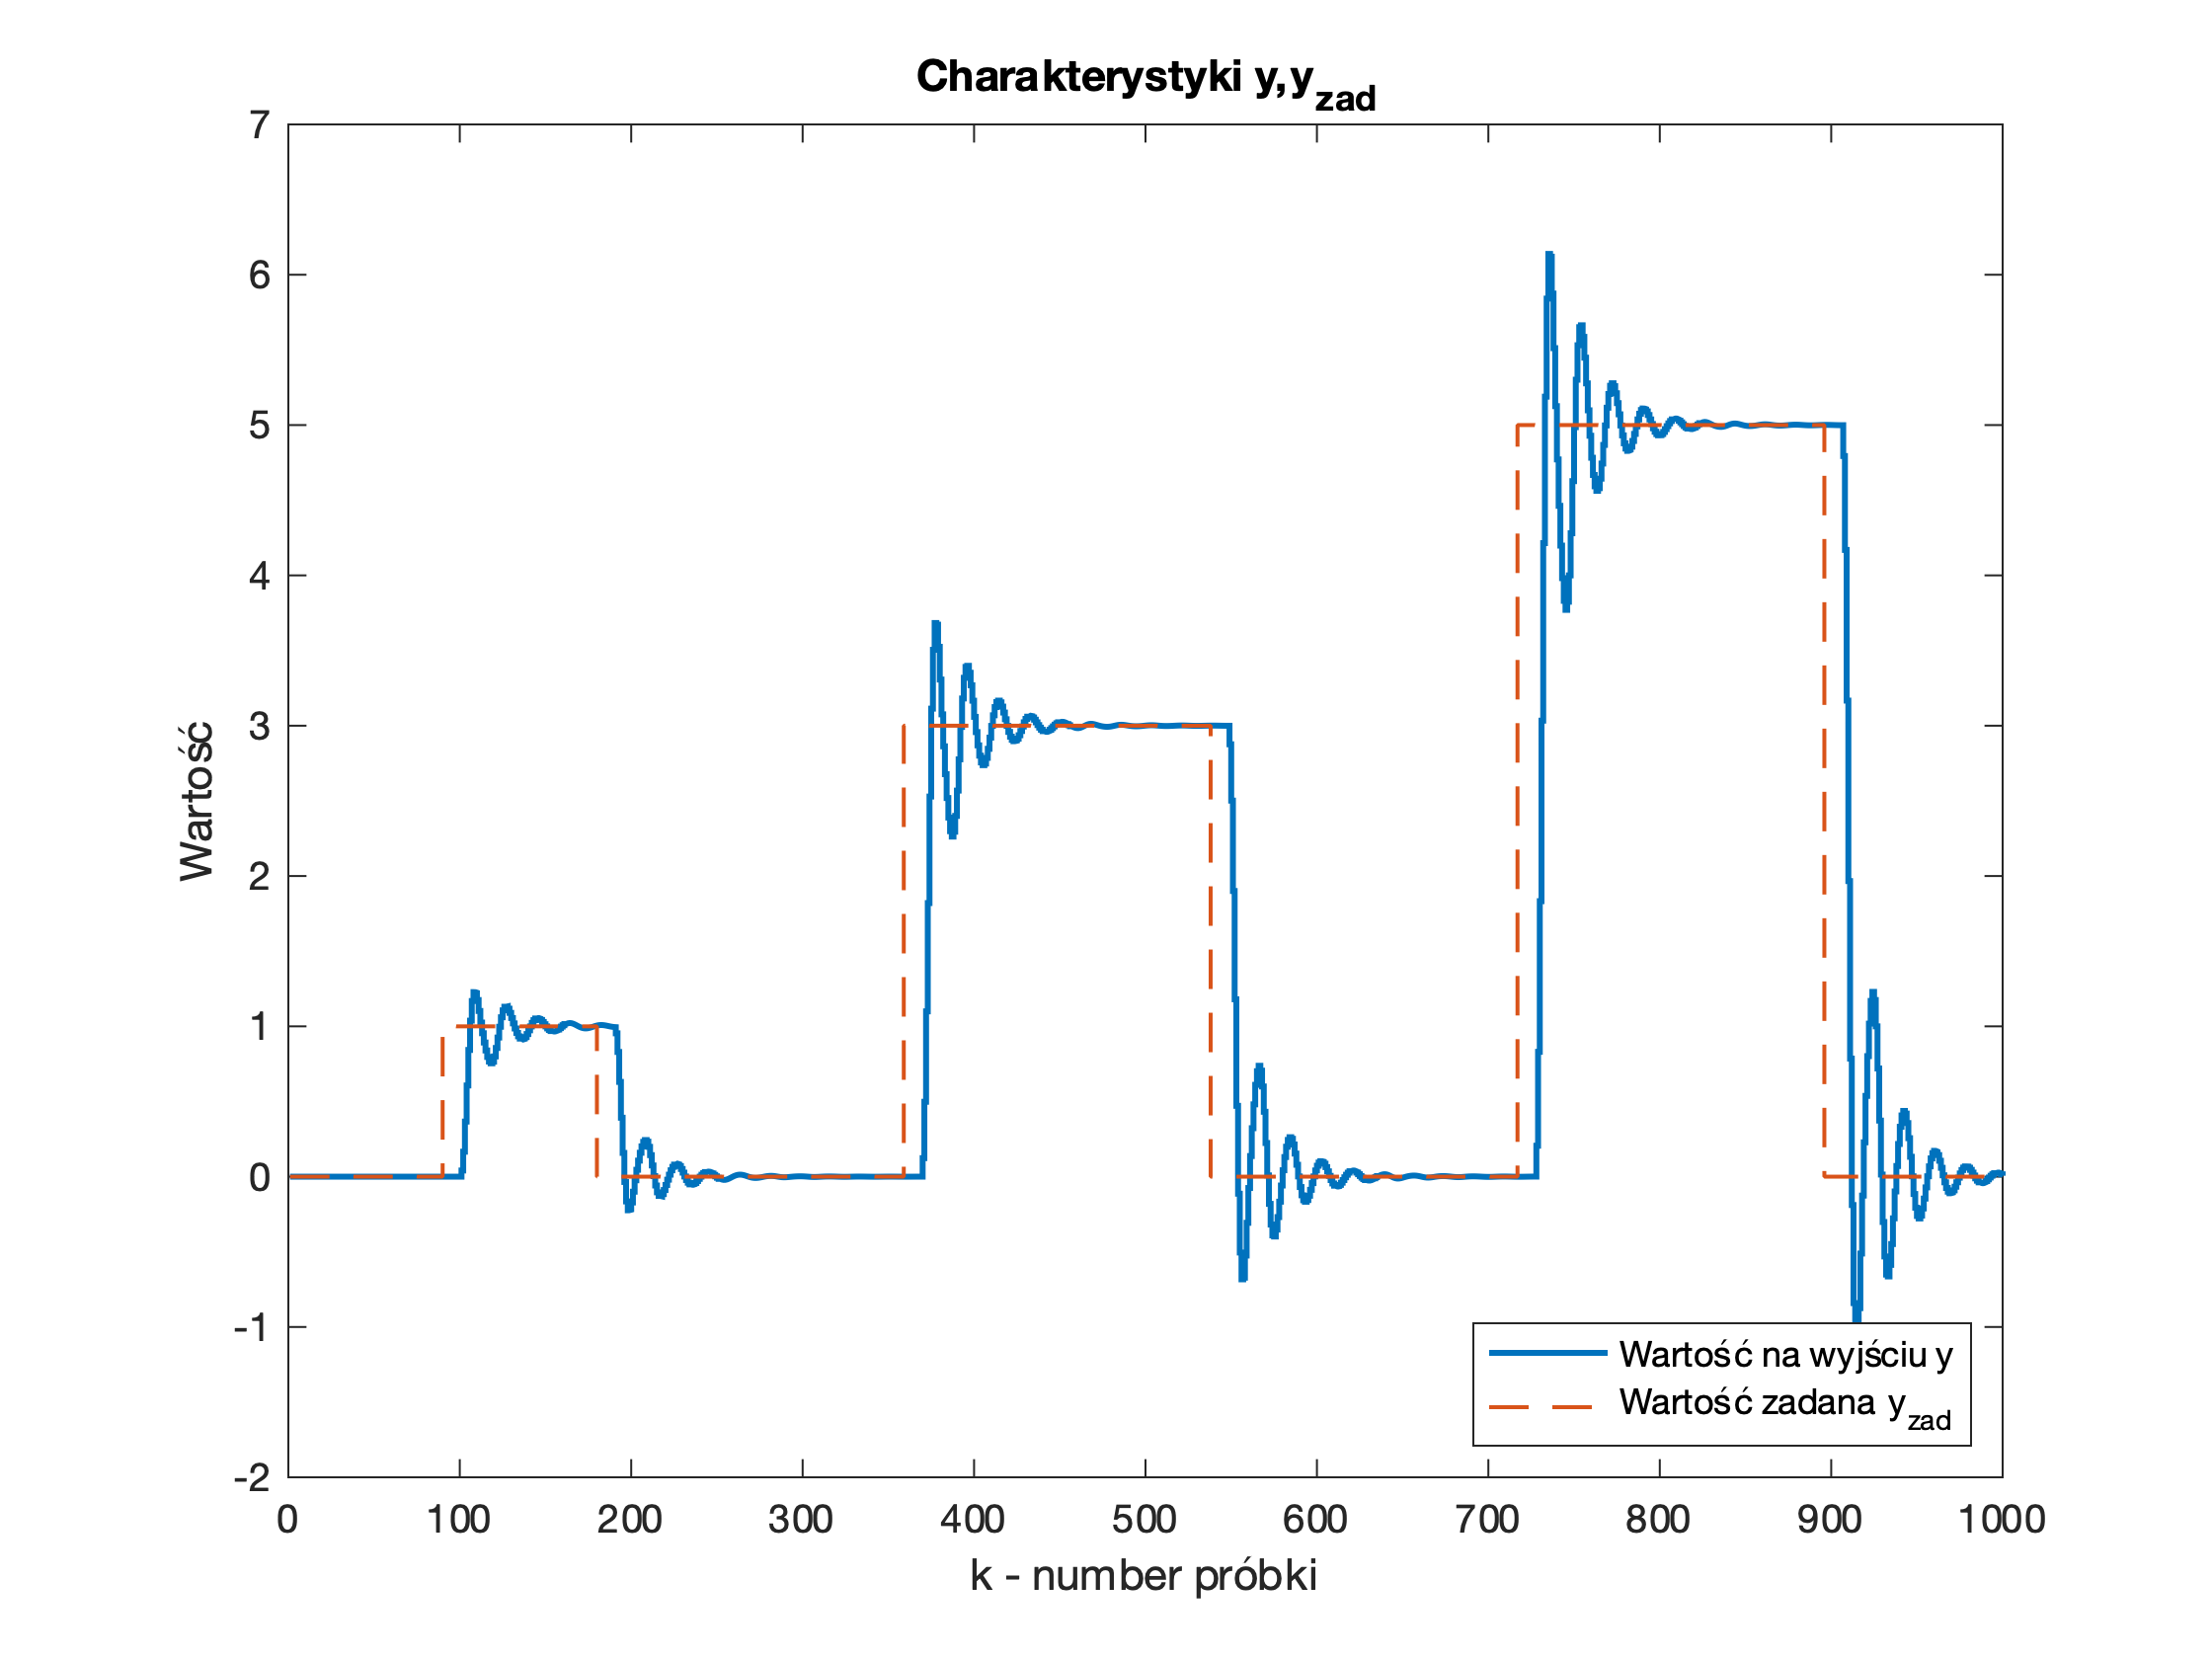 Charakterystyki y,y_zad
7
6
5
4
3
2
1
0
-1
-2
Wartość
0 100 200 300 400 500 600 700 800 900 1000
k - number próbki
Wartość na wyjściu y
Wartość zadana y_zad